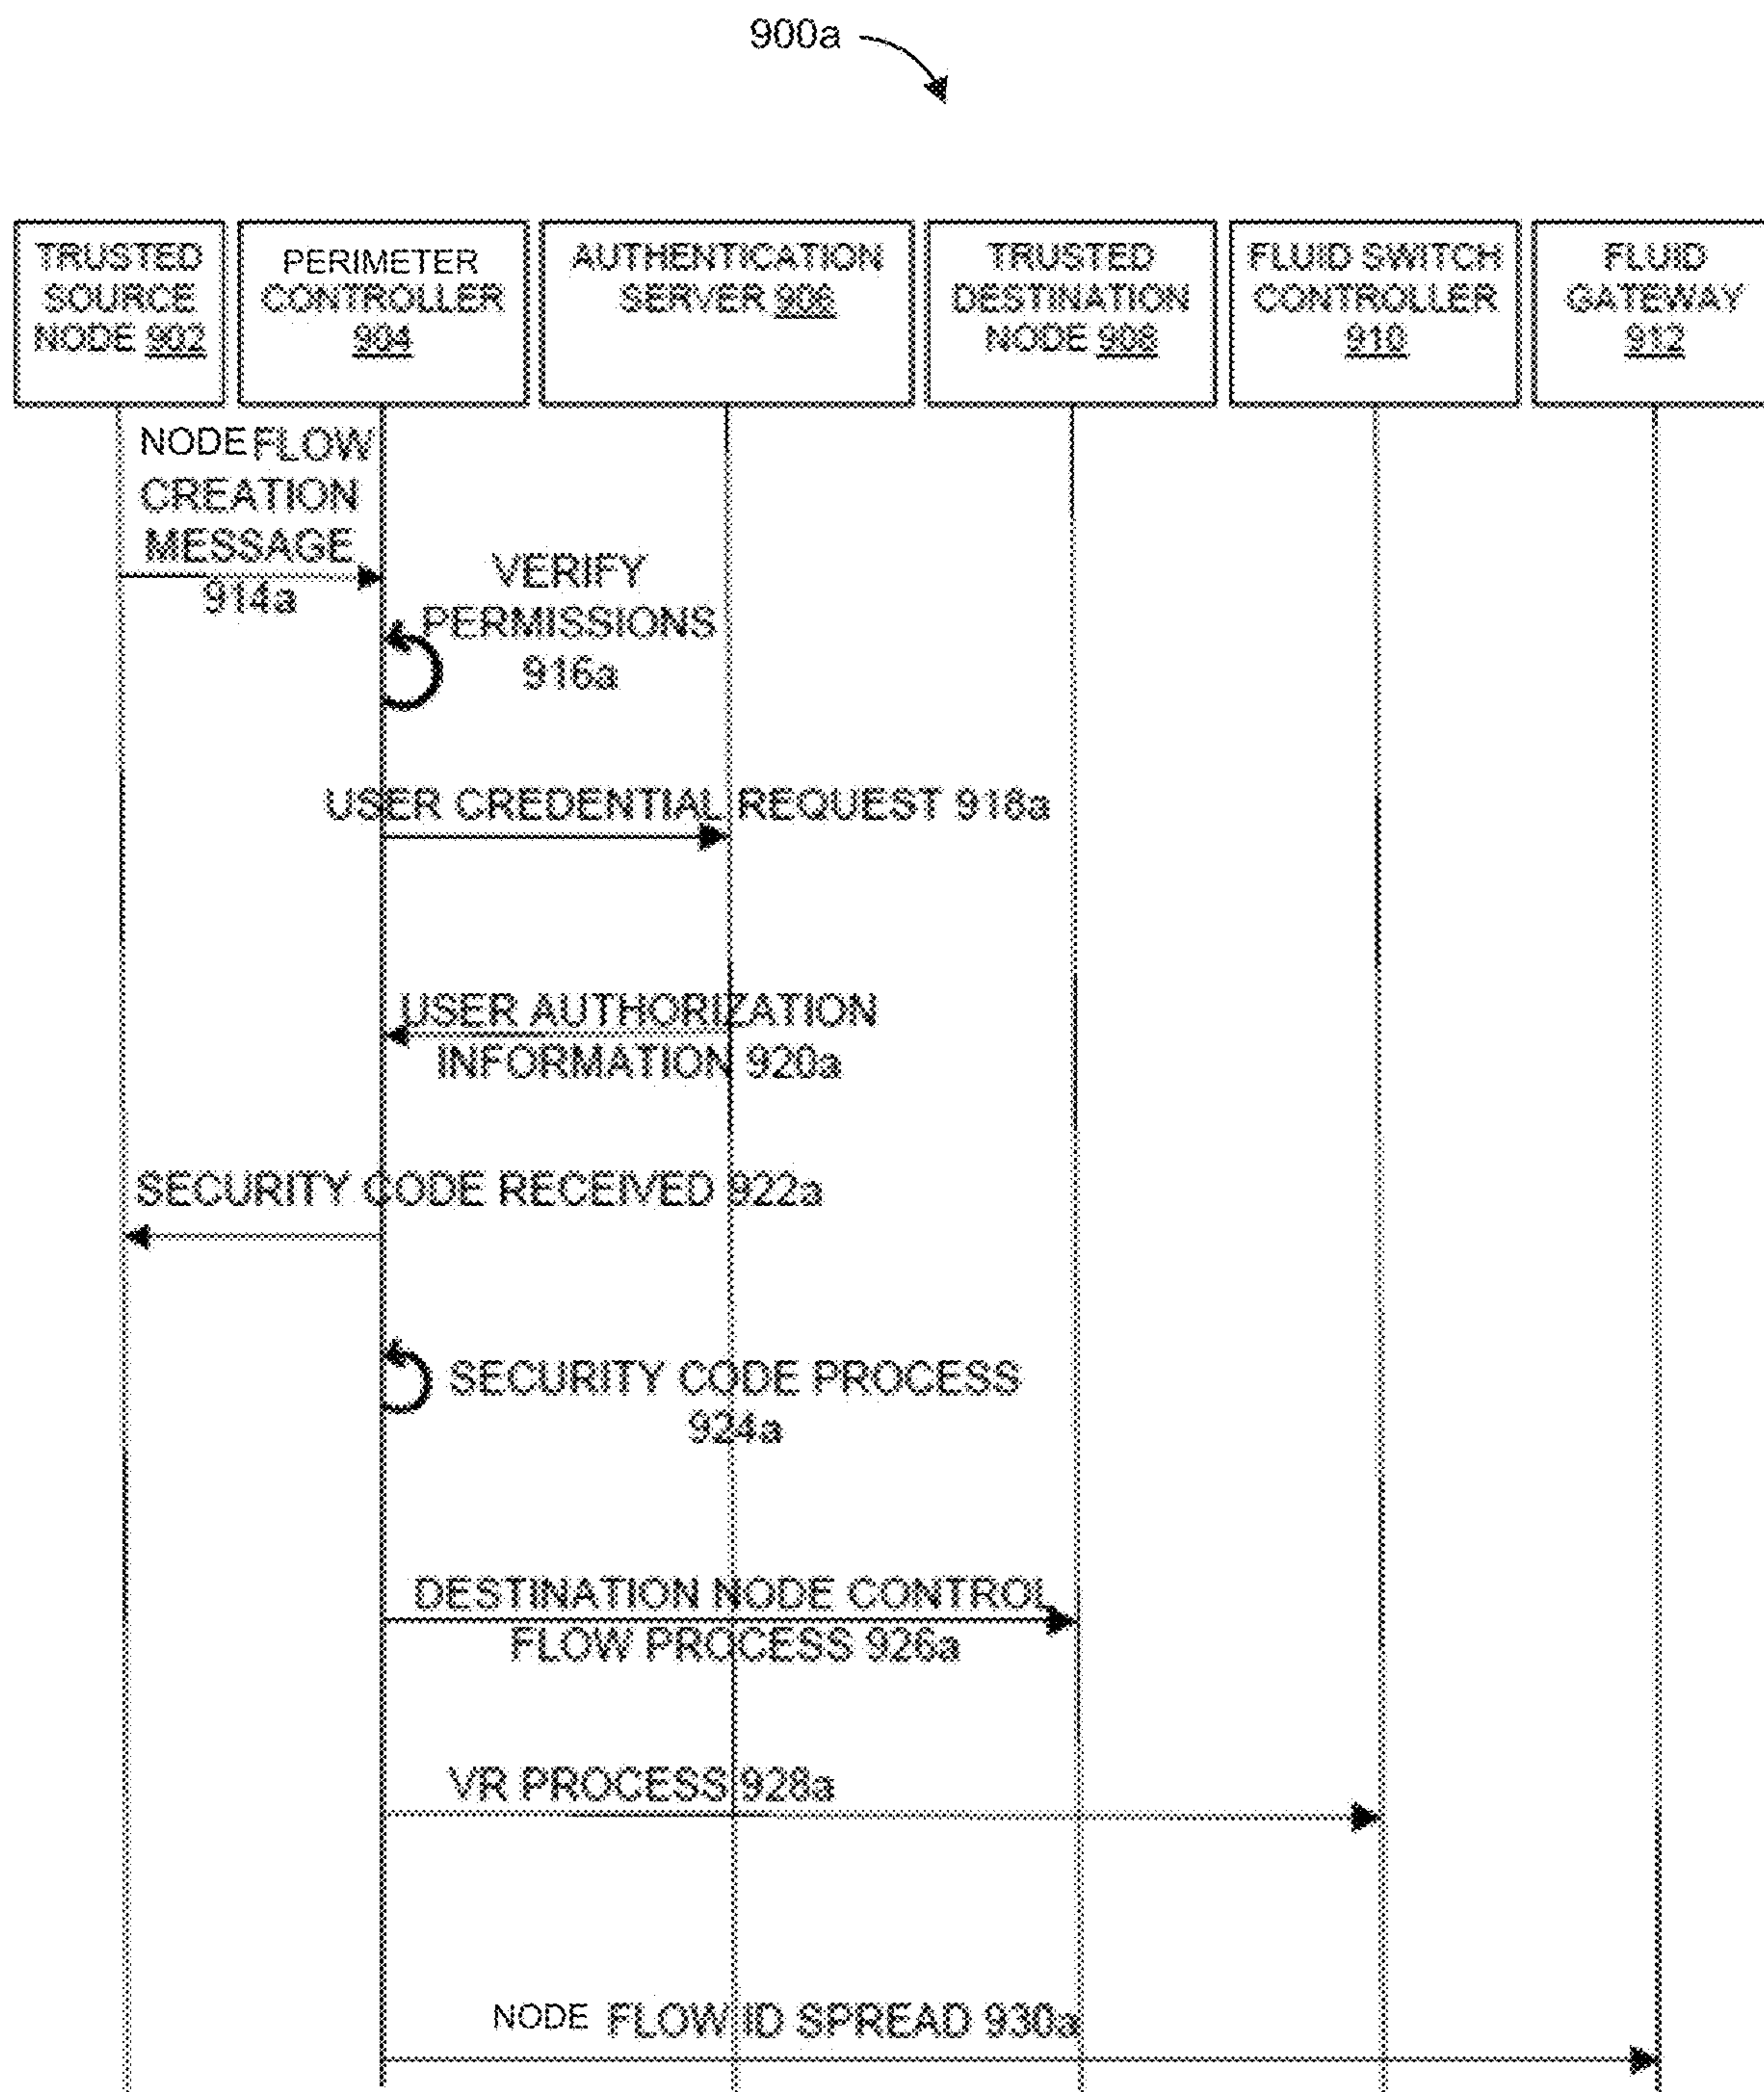 900a
TRUSTED
SOURCE
NODE 902
PERIMETER
CONTROLLER
904
AUTHENTICATION
SERVER 906
TRUSTED
DESTINATION
NODE 908
FLUID SWITCH
CONTROLLER
910
FLUID
GATEWAY
912
NODE FLOW
CREATION
MESSAGE
914a
VERIFY
PERMISSIONS
916a
USER CREDENTIAL REQUEST 918a
USER AUTHORIZATION
INFORMATION 920a
SECURITY CODE RECEIVED 922a
SECURITY CODE PROCESS
924a
DESTINATION NODE CONTROL
FLOW PROCESS 926a
VR PROCESS 928a
NODE FLOW ID SPREAD 930a